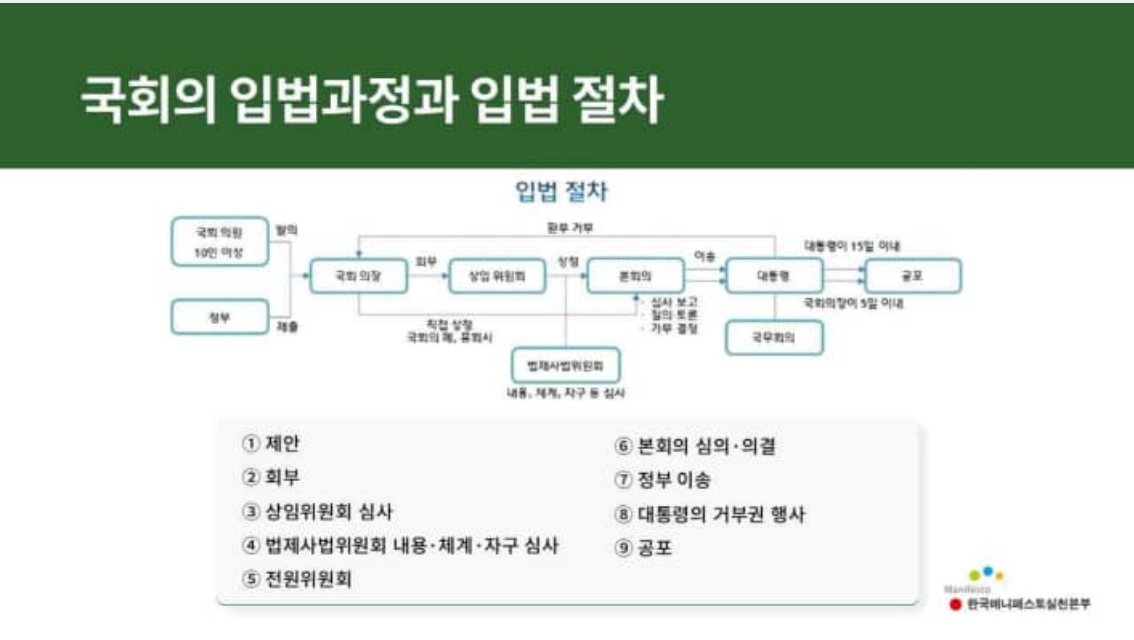 국회의 입법과정과 입법 절차
입법 절차
국회 의원
10인 이상
발의
정부
제출
국회 의장
회부
상임 위원회
상정
본회의
이송
대통령
대통령이 15일 이내
공포
국회의장이 5일 이내
환부 거부
직접 상정
국회의 폐, 휴회시
· 심사 보고
· 질의·토론
· 가부 결정
국무회의
법제사법위원회
내용, 체계, 자구 등 심사
① 제안
② 회부
③ 상임위원회 심사
④ 법제사법위원회 내용·체계·자구 심사
⑤ 전원위원회
⑥ 본회의 심의·의결
⑦ 정부 이송
⑧ 대통령의 거부권 행사
⑨ 공포
Manifesto
한국매니페스토실천본부